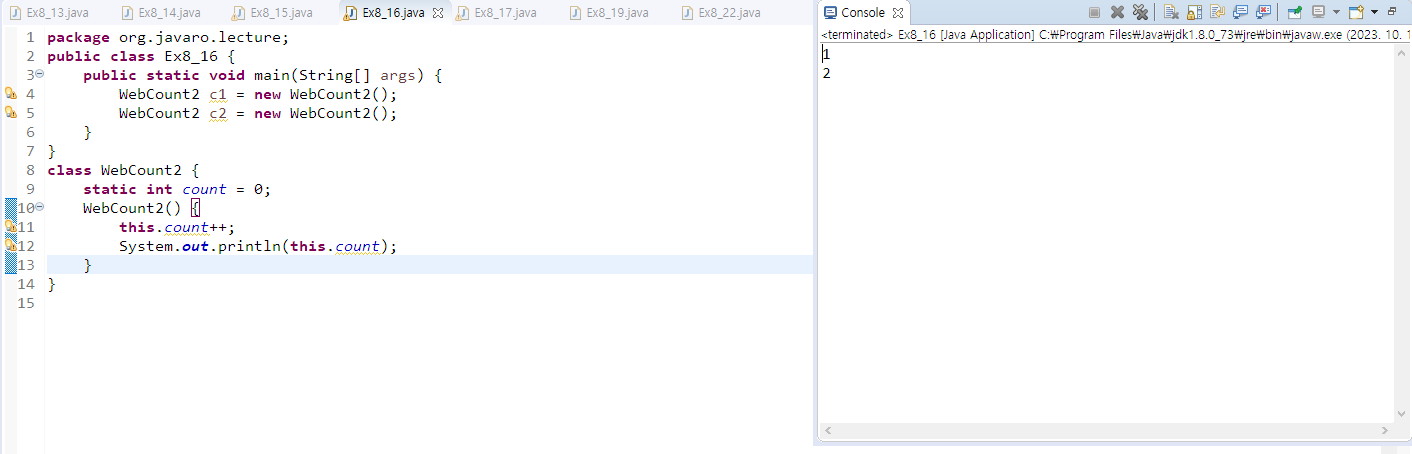 Ex8_13.java Ex8_14.java Ex8_15.java Ex8_16.java Ex8_17.java Ex8_19.java Ex8_22.java
1 package org.javaro.lecture;
2 public class Ex8_16 {
3 public static void main(String[] args) {
4 WebCount2 c1 = new WebCount2();
5 WebCount2 c2 = new WebCount2();
6 }
7 }
8 class WebCount2 {
9 static int count = 0;
10 WebCount2() {
11 this.count++;
12 System.out.println(this.count);
13 }
14 }
15
Console
<terminated> Ex8_16 [Java Application] C:₩Program Files₩Java₩jdk1.8.0_73₩jre₩bin₩javaw.exe (2023. 10. 1
1
2